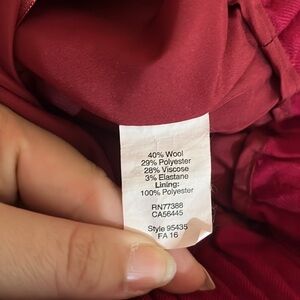 40% Wool
29% Polyester
28% Viscose
3% Elastane
Lining:
100% Polyester
RN77388
CA56445
Style 95435
FA 16